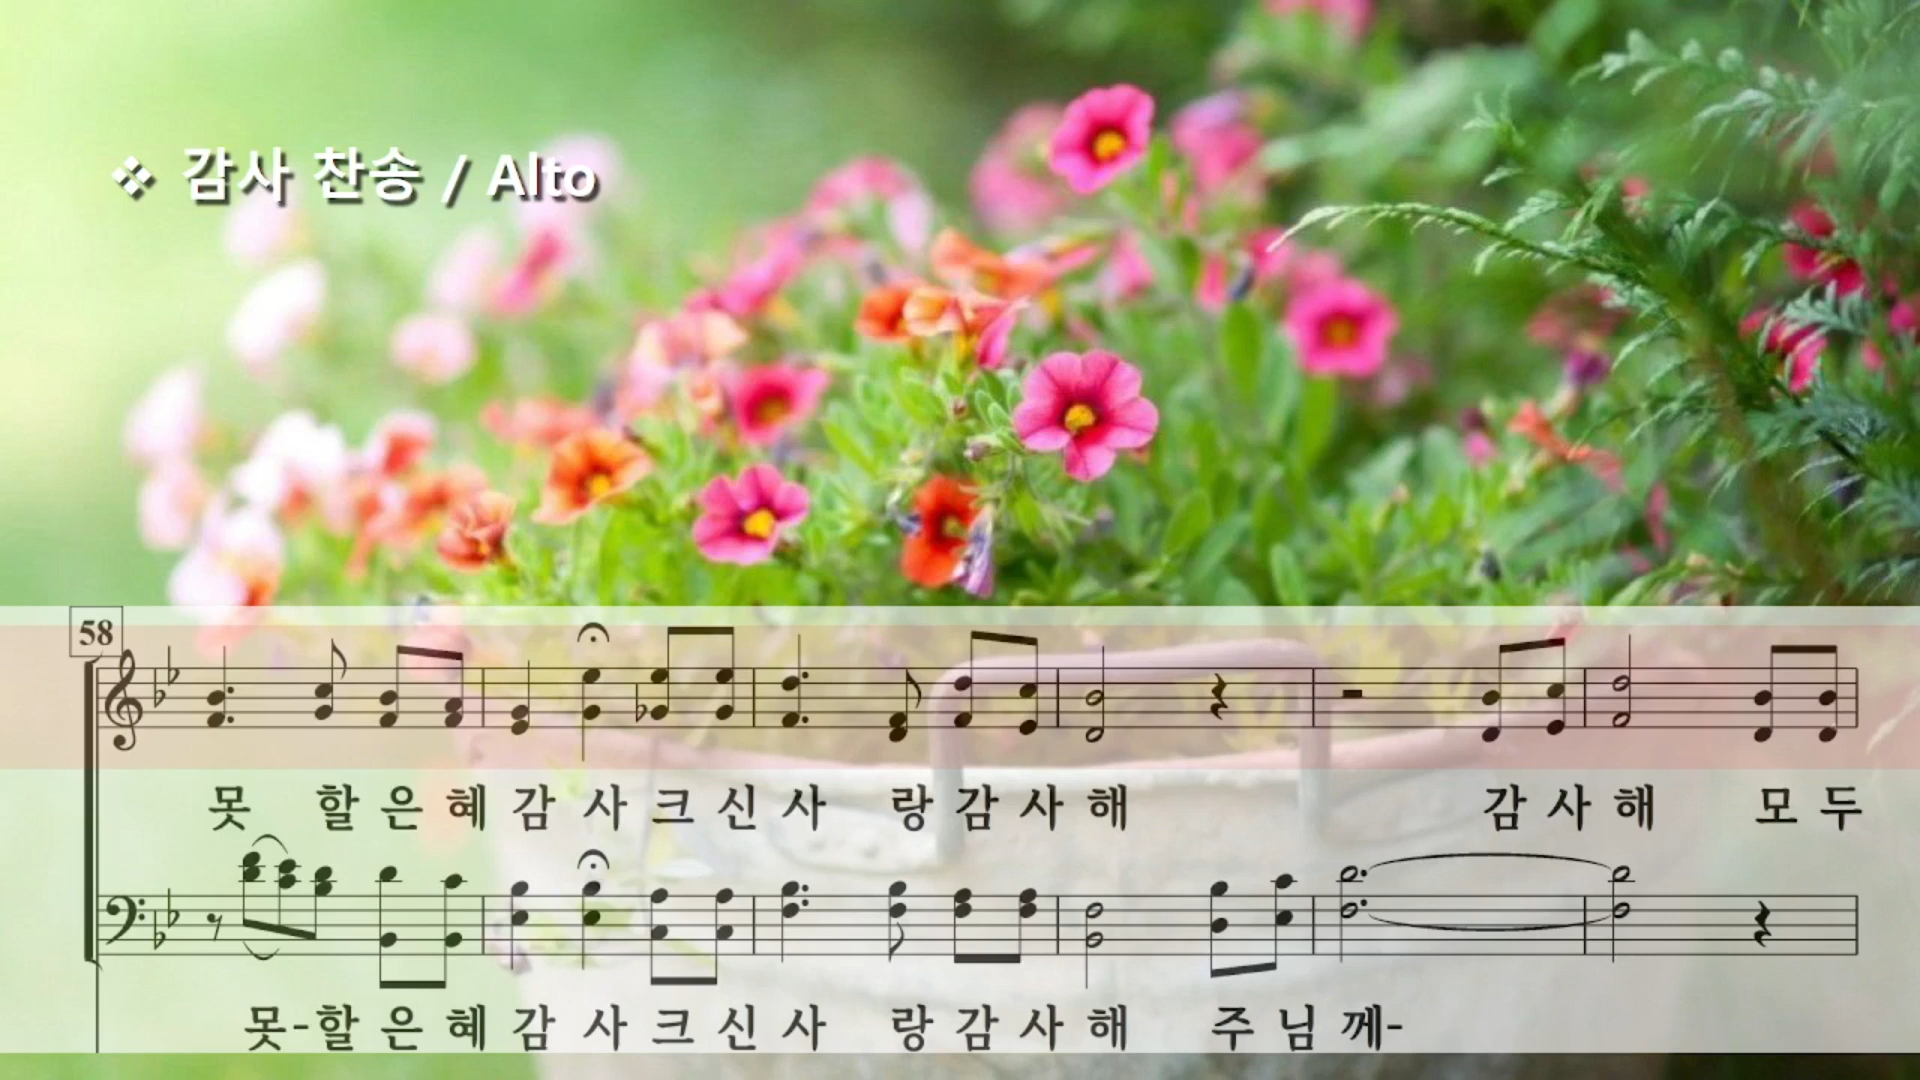 ❖ 감사 찬송 / Alto
58
못 할 은 혜 감 사 크 신 사 랑 감 사 해 감 사 해 모 두
못-할 은 혜 감 사 크 신 사 랑 감 사 해 주 님 께-